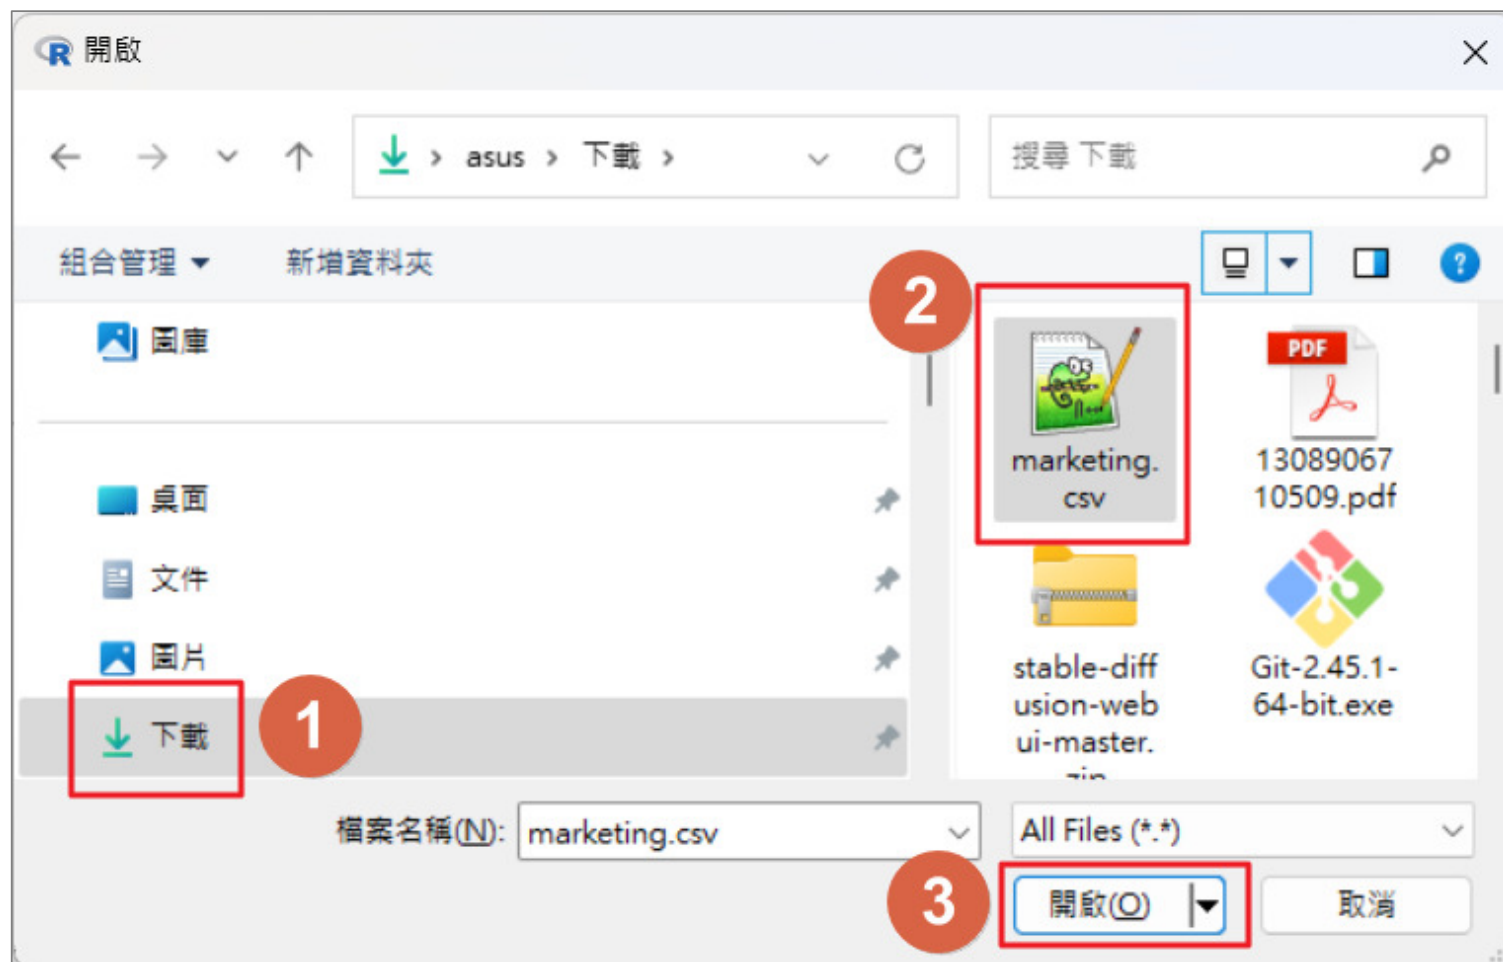 R 開啟
asus > 下載 >
搜尋 下載
組合管理
新增資料夾
?
圖庫
桌面
文件
圖片
下載
1
2
marketing.
csv
PDF
13089067
10509.pdf
stable-diff
usion-web
ui-master.
zip
Git-2.45.1-
64-bit.exe
檔案名稱(N):
marketing.csv
All Files (*.*)
3
開啟(O)
取消